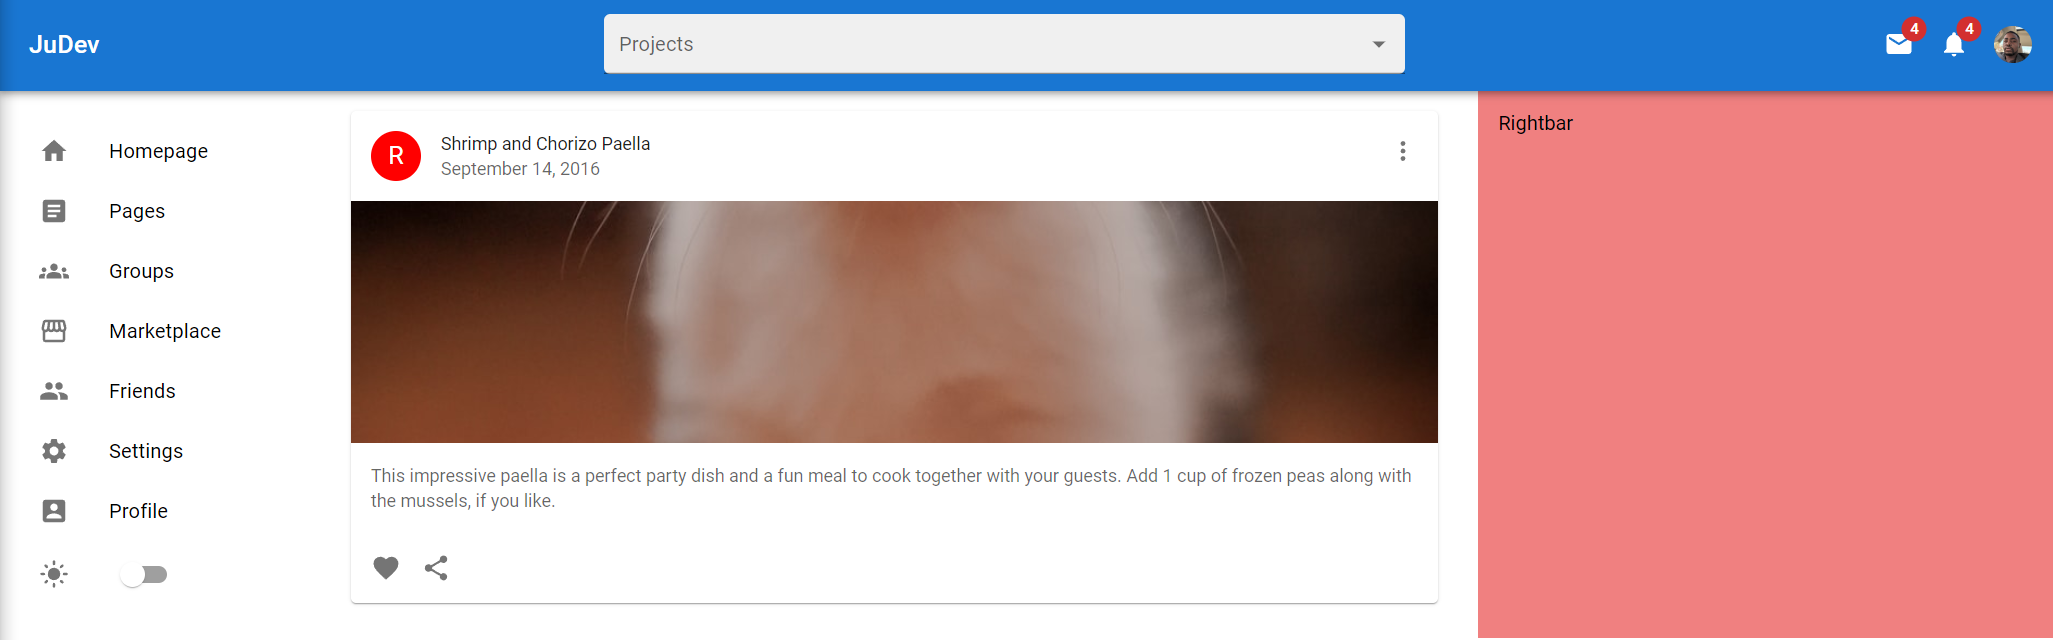 JuDev
Projects
4
4
Homepage
Pages
Groups
Marketplace
Friends
Settings
Profile
R
Shrimp and Chorizo Paella
September 14, 2016
This impressive paella is a perfect party dish and a fun meal to cook together with your guests. Add 1 cup of frozen peas along with
the mussels, if you like.
Rightbar